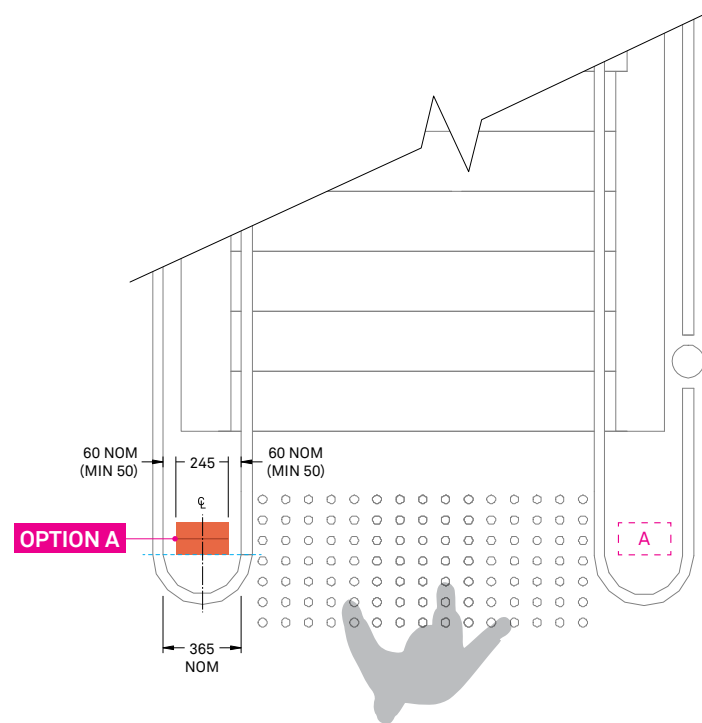 60 NOM
(MIN 50)
245
60 NOM
(MIN 50)
℄
OPTION A
A
365
NOM